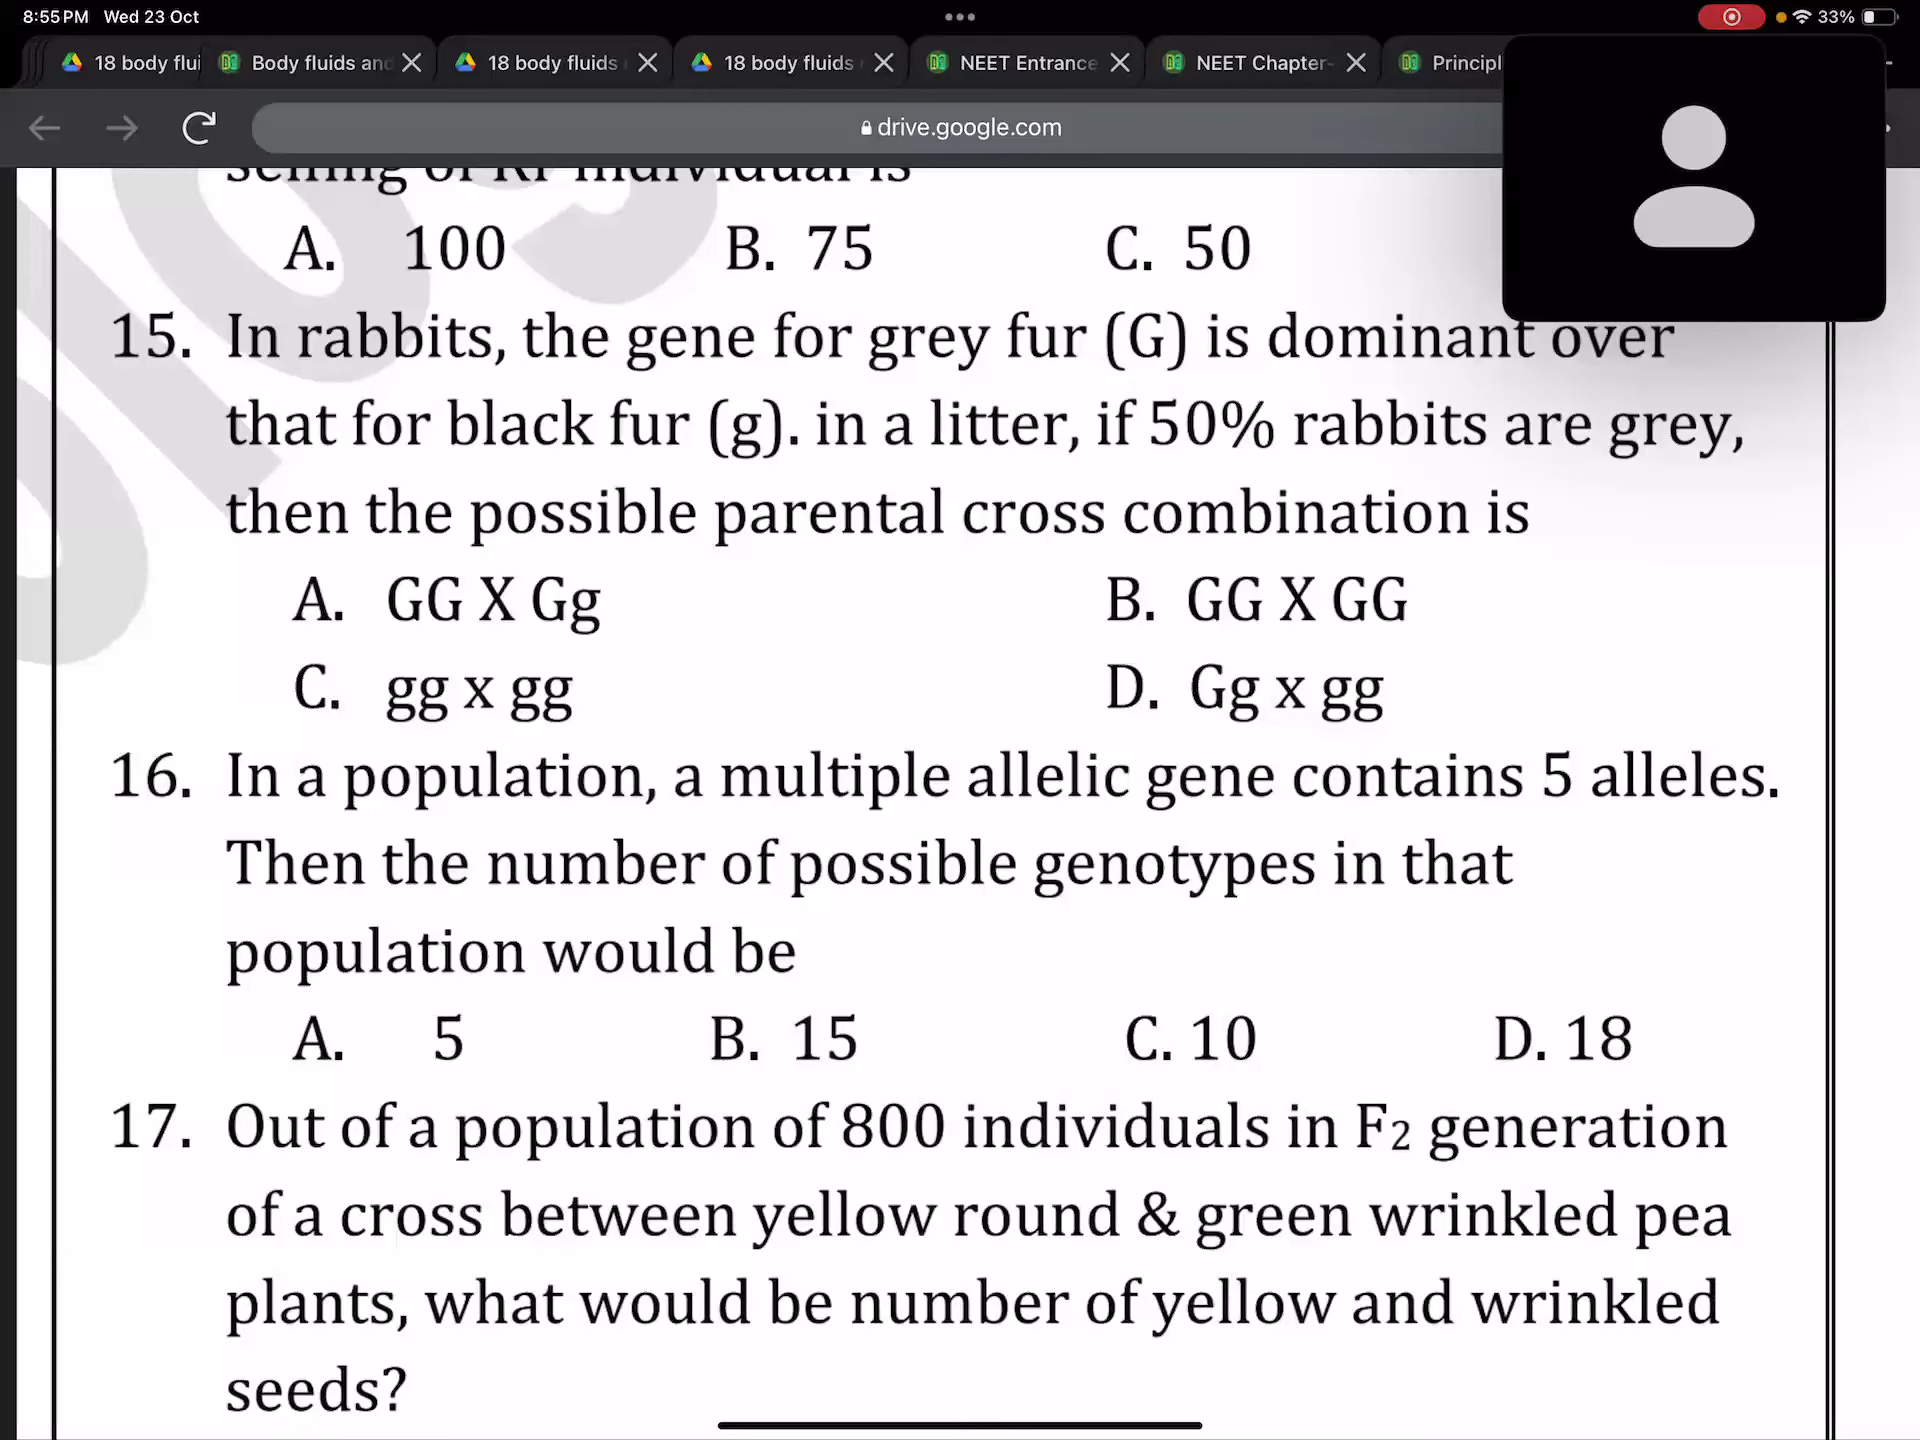 8:55 PM Wed 23 Oct 33%
18 body flui Body fluids and 18 body fluids 18 body fluids NEET Entrance NEET Chapter- Principl
drive.google.com
selfing of individual is
A. 100 B. 75 C. 50
15. In rabbits, the gene for grey fur (G) is dominant over
that for black fur (g). in a litter, if 50% rabbits are grey,
then the possible parental cross combination is
A. GG X Gg B. GG X GG
C. gg x gg D. Gg x gg
16. In a population, a multiple allelic gene contains 5 alleles.
Then the number of possible genotypes in that
population would be
A. 5 B. 15 C. 10 D. 18
17. Out of a population of 800 individuals in F2 generation
of a cross between yellow round & green wrinkled pea
plants, what would be number of yellow and wrinkled
seeds?